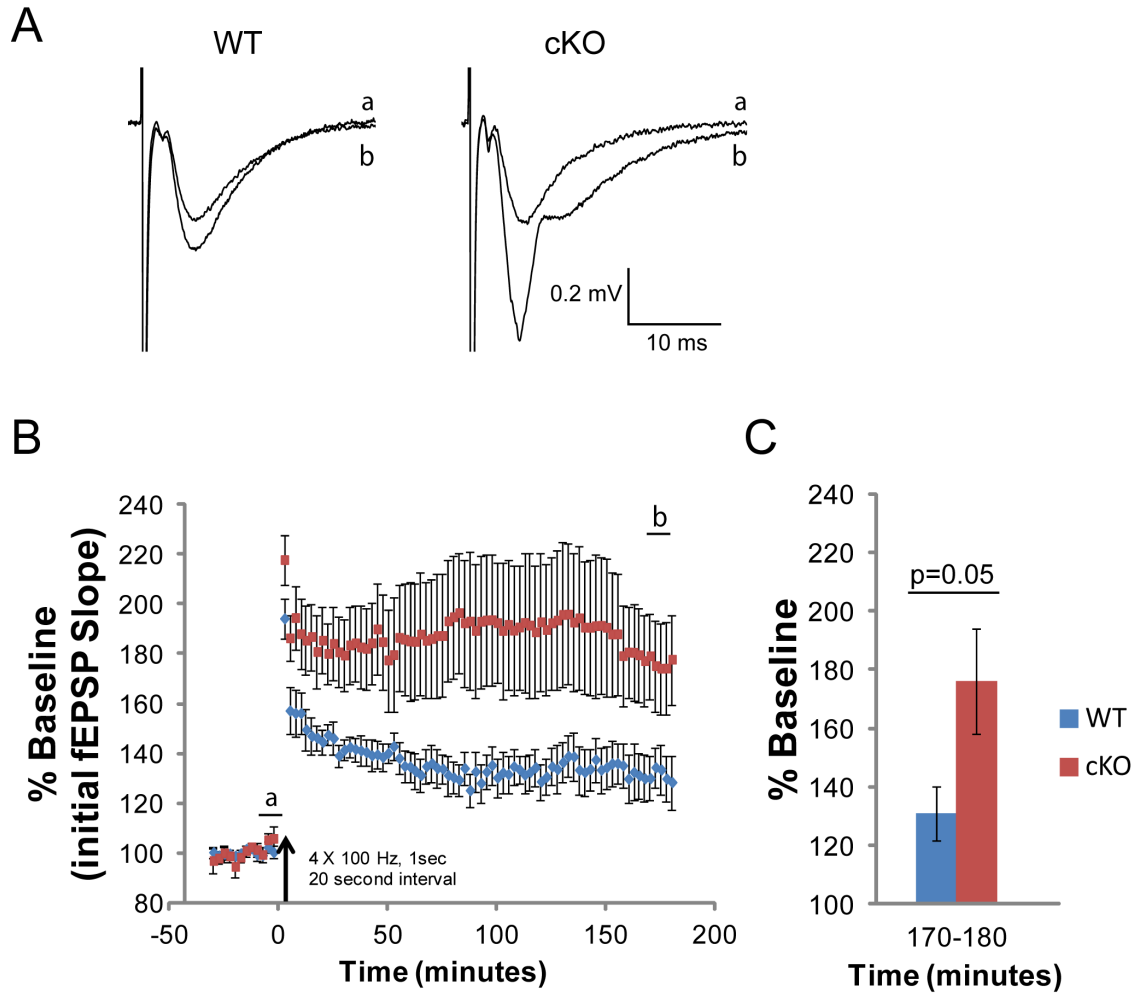 A
WT
cKO
a
b
a
b
0.2 mV
10 ms
B
C
% Baseline
(initial fEPSP Slope)
240
220
200
180
160
140
120
100
80
b
a
4 X 100 Hz, 1sec
20 second interval
-50
0
50
100
150
200
Time (minutes)
% Baseline
240
220
200
180
160
140
120
100
p=0.05
WT
cKO
170-180
Time (minutes)